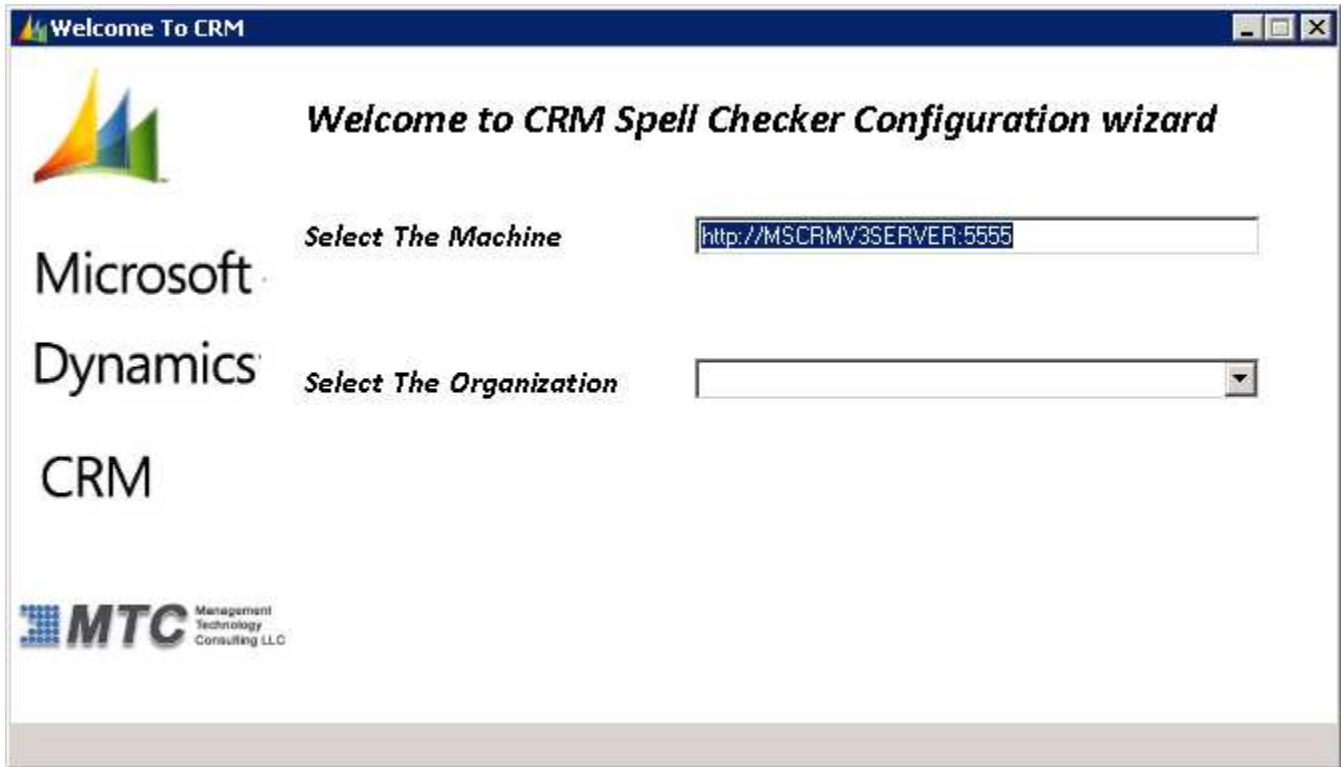 Welcome To CRM
Welcome to CRM Spell Checker Configuration wizard
Select The Machine
http://MSCRMV3SERVER:5555
Microsoft
Dynamics
Select The Organization
CRM
MTC
Management
Technology
Consulting LLC